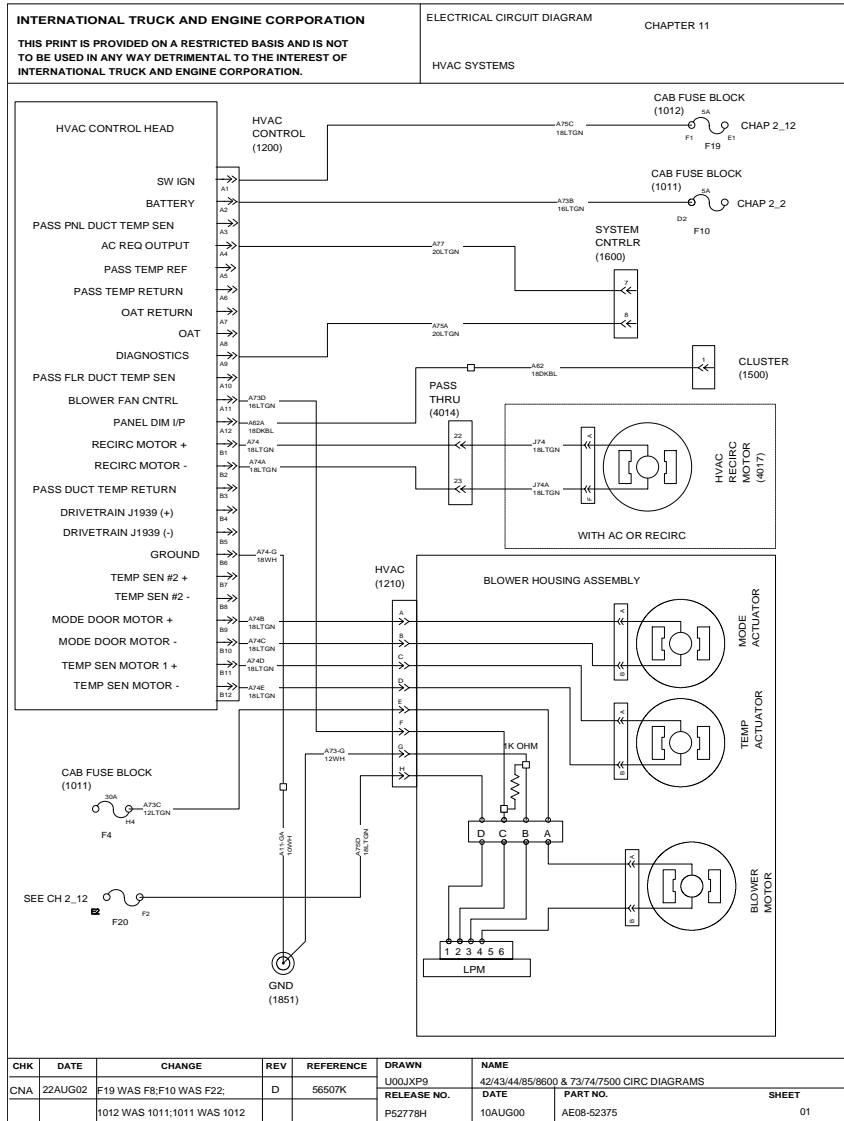 INTERNATIONAL TRUCK AND ENGINE CORPORATION
THIS PRINT IS PROVIDED ON A RESTRICTED BASIS AND IS NOT
TO BE USED IN ANY WAY DETRIMENTAL TO THE INTEREST OF
INTERNATIONAL TRUCK AND ENGINE CORPORATION.
ELECTRICAL CIRCUIT DIAGRAM
CHAPTER 11
HVAC SYSTEMS
HVAC CONTROL HEAD
HVAC
CONTROL
(1200)
SW IGN
A1
BATTERY
A2
PASS PNL DUCT TEMP SEN
A3
AC REQ OUTPUT
A4
PASS TEMP REF
A5
PASS TEMP RETURN
A6
OAT RETURN
A7
OAT
A8
DIAGNOSTICS
A9
PASS FLR DUCT TEMP SEN
A10
BLOWER FAN CNTRL
A11
PANEL DIM I/P
A12
RECIRC MOTOR +
B1
RECIRC MOTOR -
B2
PASS DUCT TEMP RETURN
B3
DRIVETRAIN J1939 (+)
B4
DRIVETRAIN J1939 (-)
B5
GROUND
B6
TEMP SEN #2 +
B7
TEMP SEN #2 -
B8
MODE DOOR MOTOR +
B9
MODE DOOR MOTOR -
B10
TEMP SEN MOTOR 1 +
B11
TEMP SEN MOTOR -
B12
A75C
18LTGN
CAB FUSE BLOCK
(1012)
5A
F1
F19
E1
CHAP 2_12
A73B
16LTGN
CAB FUSE BLOCK
(1011)
5A
D2
F10
CHAP 2_2
A77
20LTGN
A75A
20LTGN
SYSTEM
CNTRLR
(1600)
7
8
A62
18DKBL
1
CLUSTER
(1500)
A73D
16LTGN
A62A
18DKBL
A74
18LTGN
A74A
18LTGN
PASS
THRU
(4014)
22
23
J74
18LTGN
J74A
18LTGN
A
F
HVAC
RECIRC
MOTOR
(4017)
WITH AC OR RECIRC
A74-G
18WH
A74B
18LTGN
A74C
18LTGN
A74D
18LTGN
A74E
18LTGN
HVAC
(1210)
A
B
C
D
E
F
G
H
BLOWER HOUSING ASSEMBLY
A
B
MODE
ACTUATOR
A
B
TEMP
ACTUATOR
1K OHM
A73-G
12WH
CAB FUSE BLOCK
(1011)
30A
H4
F4
A73C
12LTGN
A11-GA
10WH
A75D
18LTGN
D C B A
A
B
BLOWER
MOTOR
SEE CH 2_12
E2
F20
F2
1 2 3 4 5 6
LPM
GND
(1851)
CHK DATE CHANGE REV REFERENCE DRAWN NAME
U00JXP9 42/43/44/85/8600 & 73/74/7500 CIRC DIAGRAMS
CNA 22AUG02 F19 WAS F8;F10 WAS F22; D 56507K
RELEASE NO. DATE PART NO. SHEET
1012 WAS 1011;1011 WAS 1012
P52778H 10AUG00 AE08-52375 01